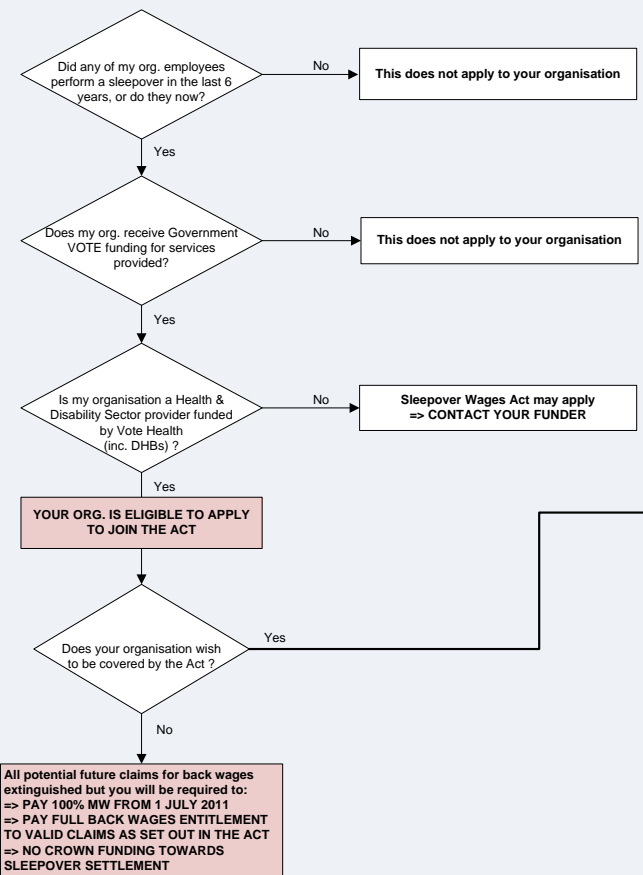 Did any of my org. employees
perform a sleepover in the last 6
years, or do they now?
No
This does not apply to your organisation
Yes
Does my org. receive Government
VOTE funding for services
provided?
No
This does not apply to your organisation
Yes
Is my organisation a Health &
Disability Sector provider funded
by Vote Health
(inc. DHBs) ?
No
Sleepover Wages Act may apply
=> CONTACT YOUR FUNDER
Yes
YOUR ORG. IS ELIGIBLE TO APPLY
TO JOIN THE ACT
Does your organisation wish
to be covered by the Act ?
Yes
No
All potential future claims for back wages
extinguished but you will be required to:
=> PAY 100% MW FROM 1 JULY 2011
=> PAY FULL BACK WAGES ENTITLEMENT
TO VALID CLAIMS AS SET OUT IN THE ACT
=> NO CROWN FUNDING TOWARDS
SLEEPOVER SETTLEMENT